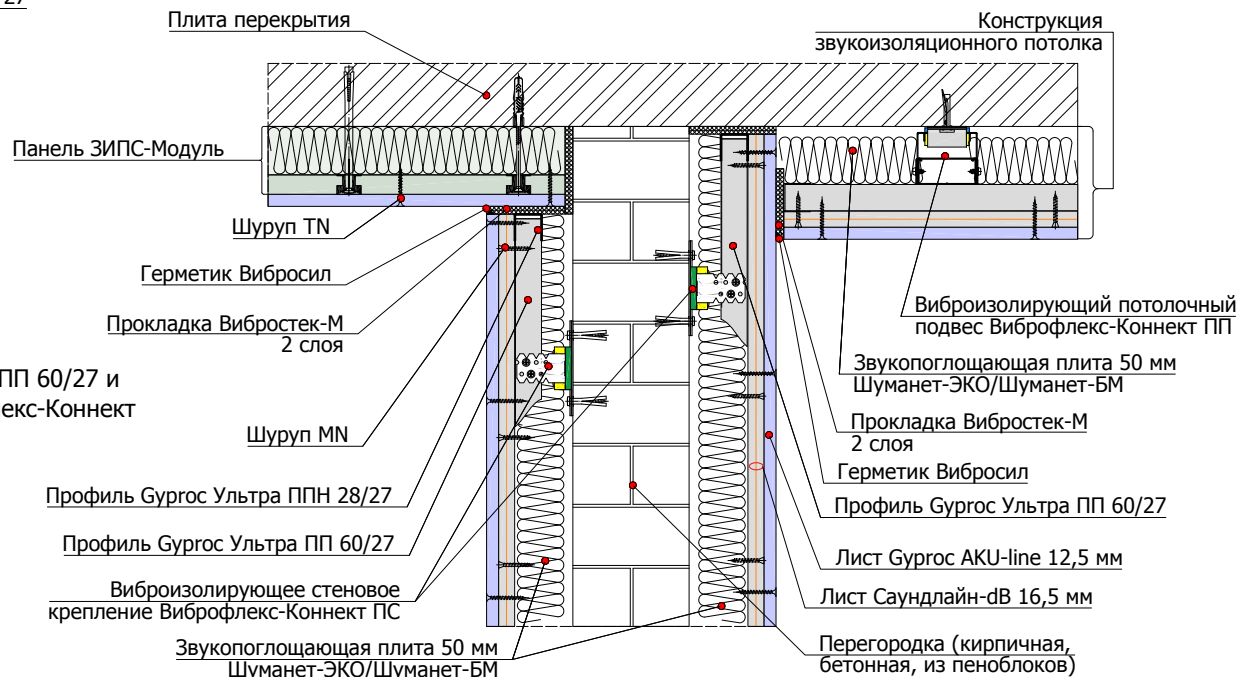 /27
Плита перекрытия
Конструкция
звукоизоляционного потолка
Панель ЗИПС-Модуль
Шуруп TN
Герметик Вибросил
Прокладка Вибростек-М
2 слоя
ПП 60/27 и
екс-Коннект
Шуруп MN
Профиль Gyproc Ультра ППН 28/27
Профиль Gyproc Ультра ПП 60/27
Виброизолирующее стеновое
крепление Виброфлекс-Коннект ПС
Звукопоглощающая плита 50 мм
Шуманет-ЭКО/Шуманет-БМ
Виброизолирующий потолочный
подвес Виброфлекс-Коннект ПП
Звукопоглощающая плита 50 мм
Шуманет-ЭКО/Шуманет-БМ
Прокладка Вибростек-М
2 слоя
Герметик Вибросил
Профиль Gyproc Ультра ПП 60/27
Лист Gyproc AKU-line 12,5 мм
Лист Саундлайн-dB 16,5 мм
Перегородка (кирпичная,
бетонная, из пеноблоков)